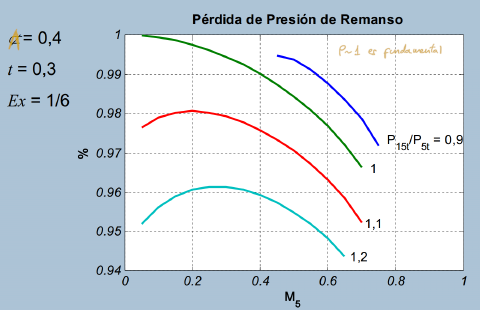 Pérdida de Presión de Remanso
= 0,4
t = 0,3
Ex = 1/6
P~1 es fundamental
1
0.99
0.98
0.97
0.96
0.95
0.94
%
P15t/P5t = 0,9
1
1,1
1,2
0 0.2 0.4 0.6 0.8 1
M5